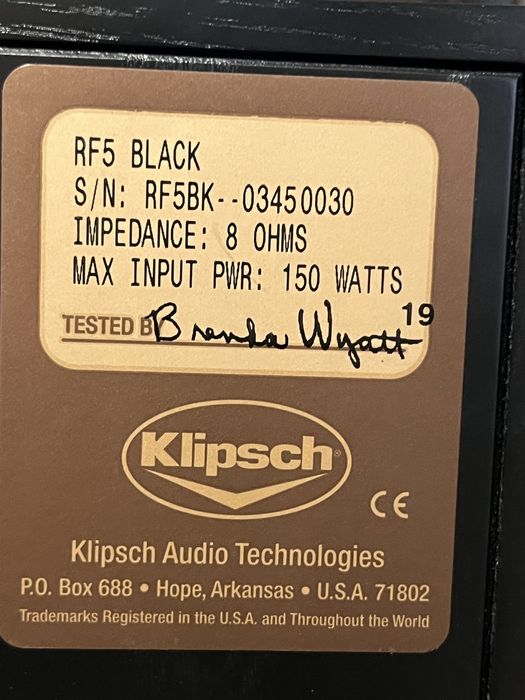 RF5 BLACK
S/N: RF5BK--03450030
IMPEDANCE: 8 OHMS
MAX INPUT PWR: 150 WATTS
TESTED BY Brenda Wyatt 19
Klipsch®
CE
Klipsch Audio Technologies
P.O. Box 688 • Hope, Arkansas • U.S.A. 71802
Trademarks Registered in the U.S.A. and Throughout the World